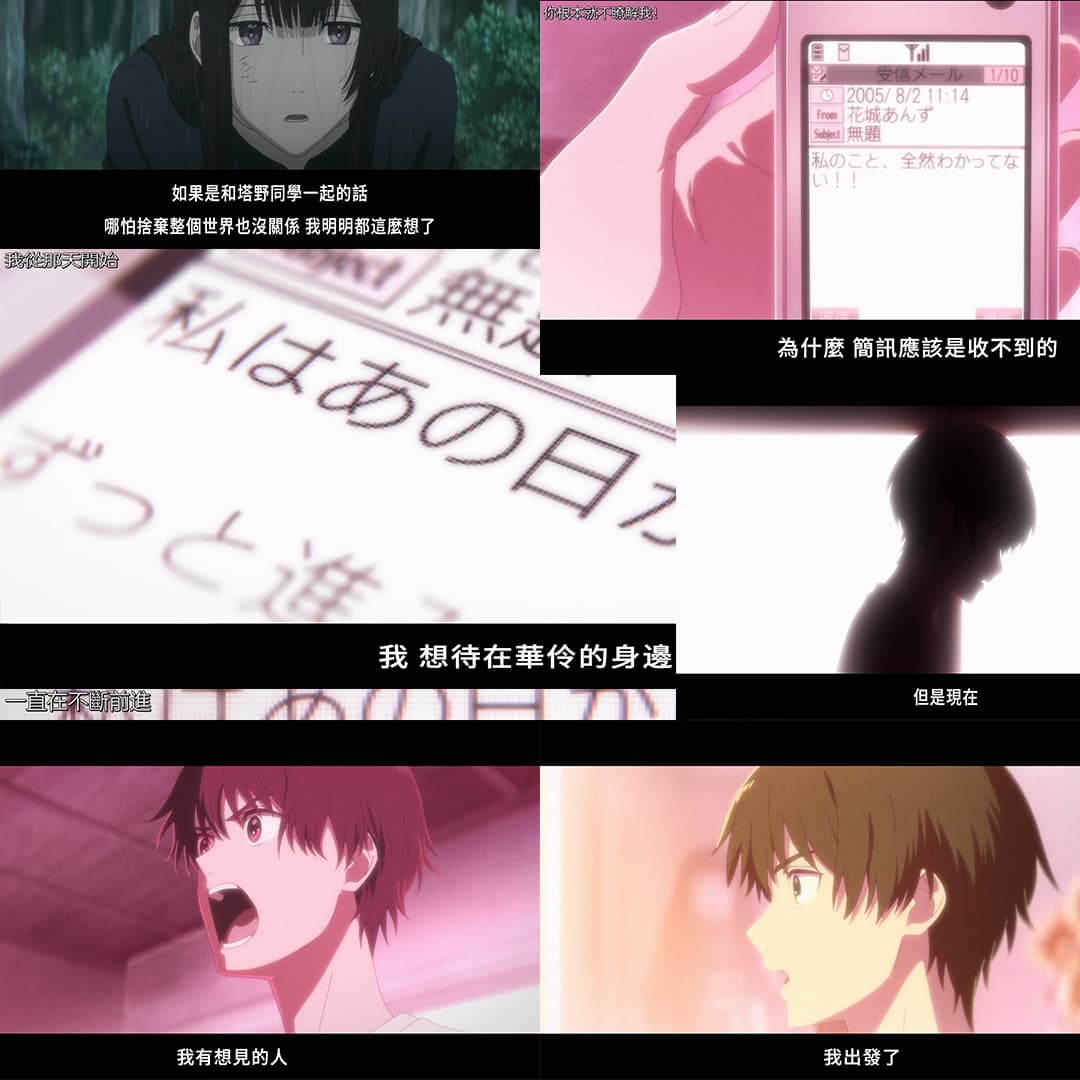 如果是和塔野同學一起的話
哪怕捨棄整個世界也沒關係 我明明都這麼想了
你根本就不瞭解我!
受信メール 1/10
2005/ 8/2 11:14
From 花城あんず
Subject 無題
私のこと、全然わかってな
い！！
為什麼 簡訊應該是收不到的
我從那天開始
無題
私はあの日か
ずっと進
我 想待在華伶的身邊
但是現在
一直在不斷前進
我有想見的人
我出發了